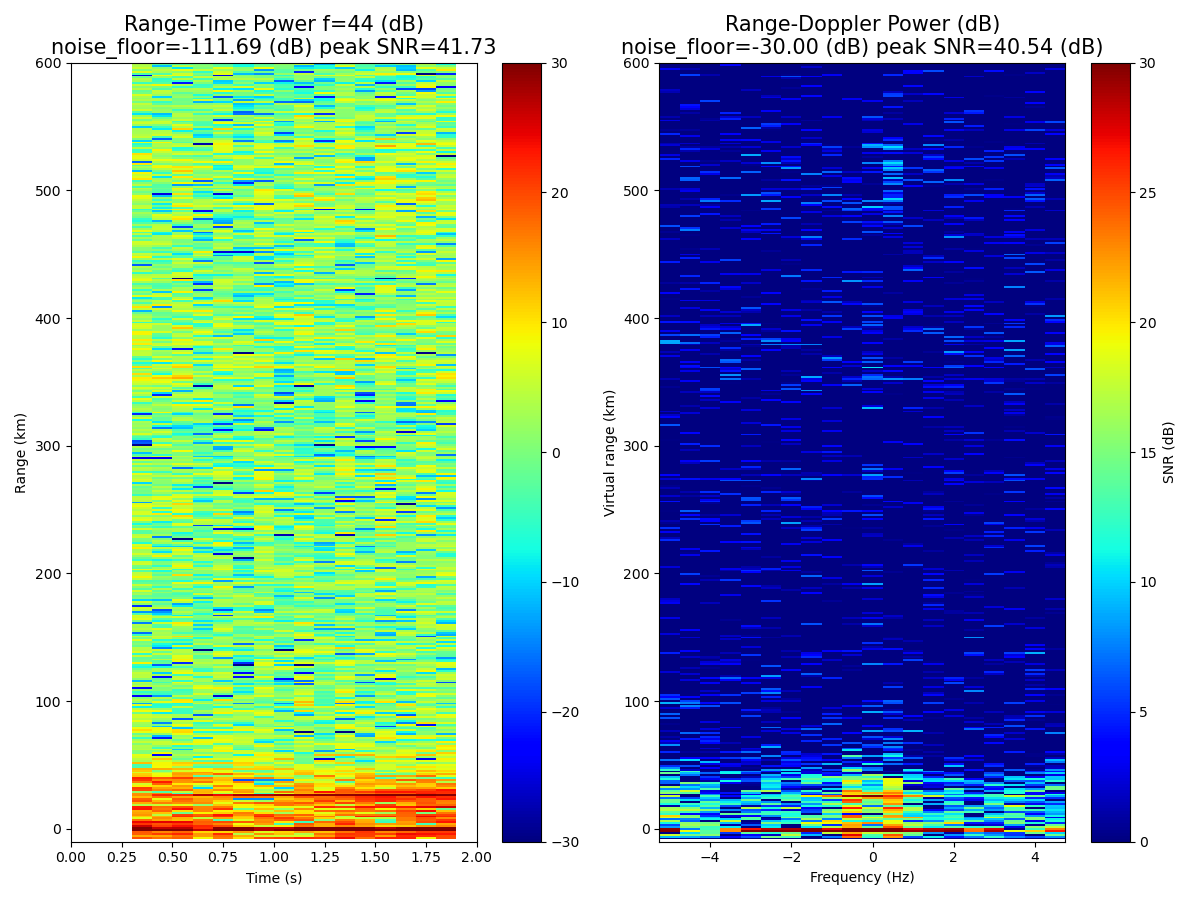 Range-Time Power f=44 (dB)
noise_floor=-111.69 (dB) peak SNR=41.73
Range-Doppler Power (dB)
noise_floor=-30.00 (dB) peak SNR=40.54 (dB)
Range (km)
600
500
400
300
200
100
0
0.00 0.25 0.50 0.75 1.00 1.25 1.50 1.75 2.00
Time (s)
30
20
10
0
−10
−20
−30
Virtual range (km)
600
500
400
300
200
100
0
−4 −2 0 2 4
Frequency (Hz)
30
25
20
15
10
5
0
SNR (dB)